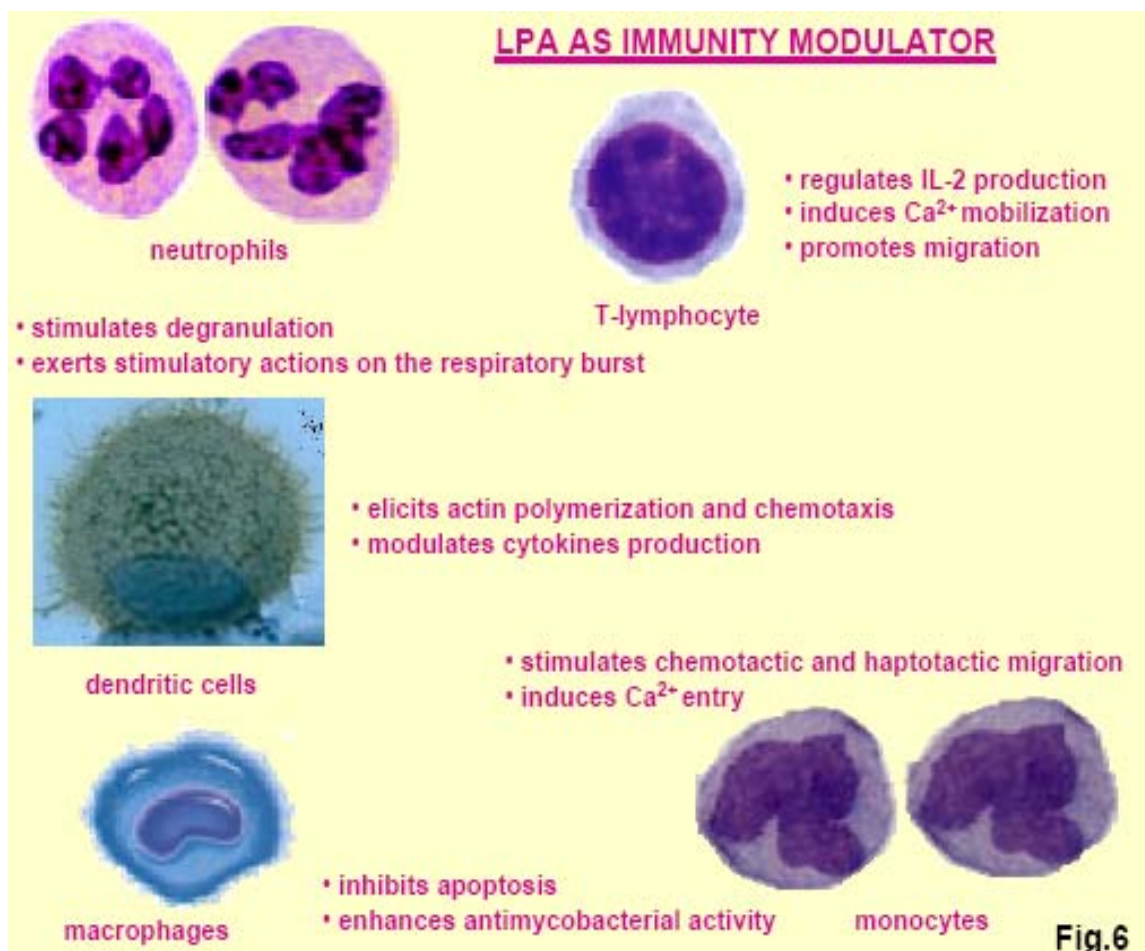 LPA AS IMMUNITY MODULATOR
neutrophils
• stimulates degranulation
• exerts stimulatory actions on the respiratory burst
T-lymphocyte
• regulates IL-2 production
• induces Ca²⁺ mobilization
• promotes migration
dendritic cells
• elicits actin polymerization and chemotaxis
• modulates cytokines production
• stimulates chemotactic and haptotactic migration
• induces Ca²⁺ entry
monocytes
macrophages
• inhibits apoptosis
• enhances antimycobacterial activity
Fig.6